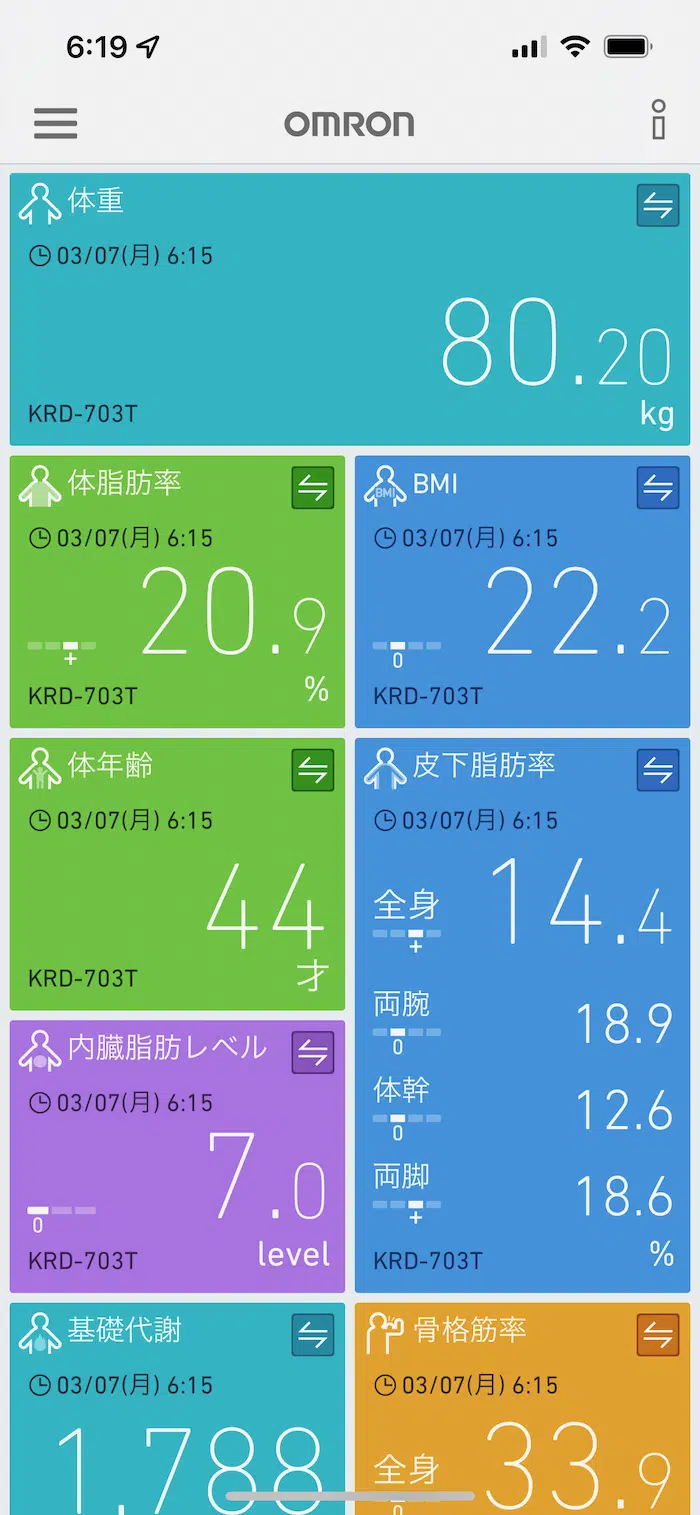 6:19
OMRON
体重
03/07(月) 6:15
80.20
kg
KRD-703T
体脂肪率
03/07(月) 6:15
20.9
+
%
KRD-703T
BMI
BMI
03/07(月) 6:15
22.2
0
KRD-703T
体年齢
03/07(月) 6:15
44
才
KRD-703T
皮下脂肪率
03/07(月) 6:15
全身 14.4
+
両腕 18.9
0
体幹 12.6
0
両脚 18.6
+
%
KRD-703T
内臓脂肪レベル
03/07(月) 6:15
7.0
0
level
KRD-703T
基礎代謝
03/07(月) 6:15
1,788
骨格筋率
03/07(月) 6:15
全身 33.9
0